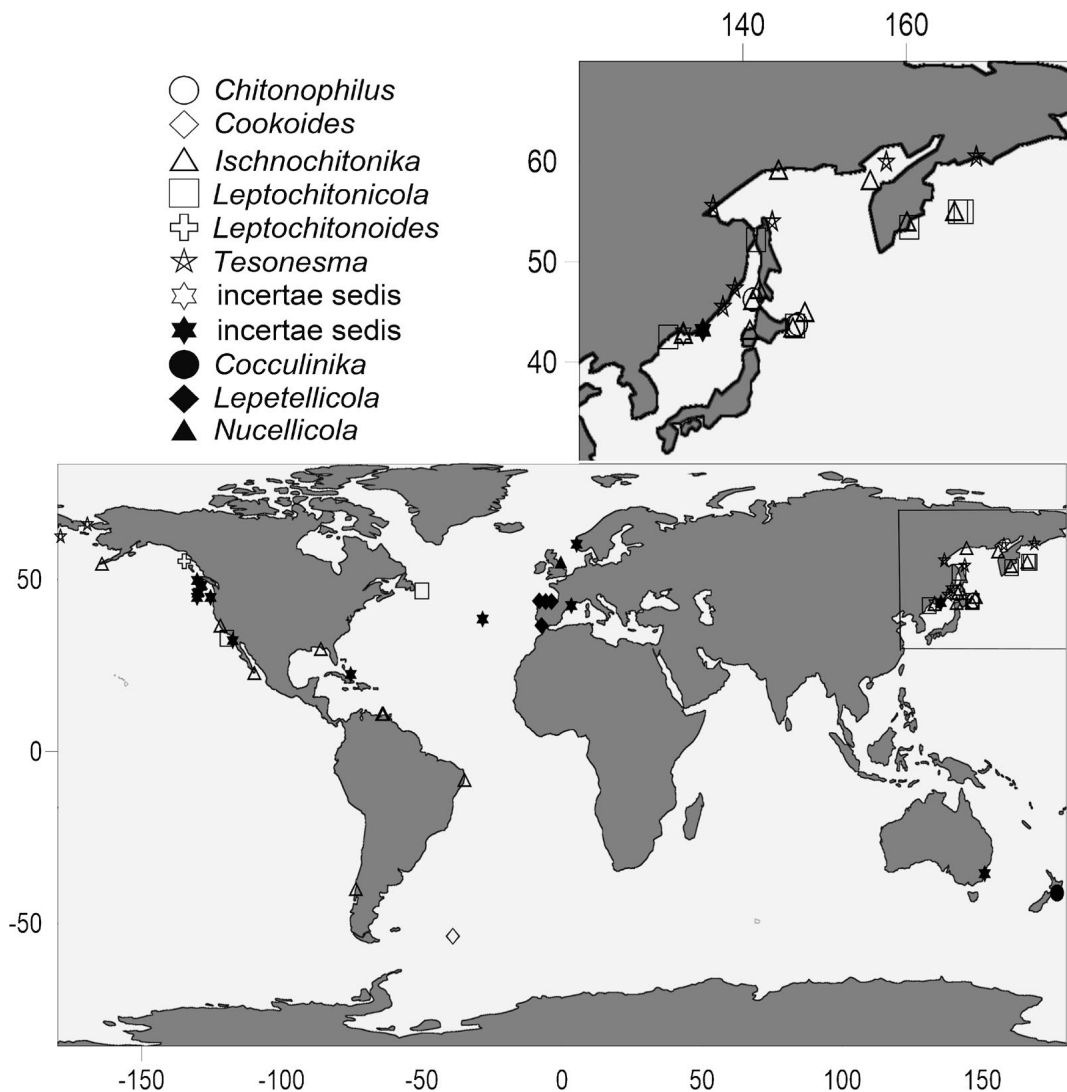 140 160
Chitonophilus
Cookoides
Ischnochitonika
Leptochitonicola
Leptochitonoides
Tesonesma
incertae sedis
incertae sedis
Cocculinika
Lepetellicola
Nucellicola
60
50
40
50
0
-50
-150 -100 -50 0 50 100 150